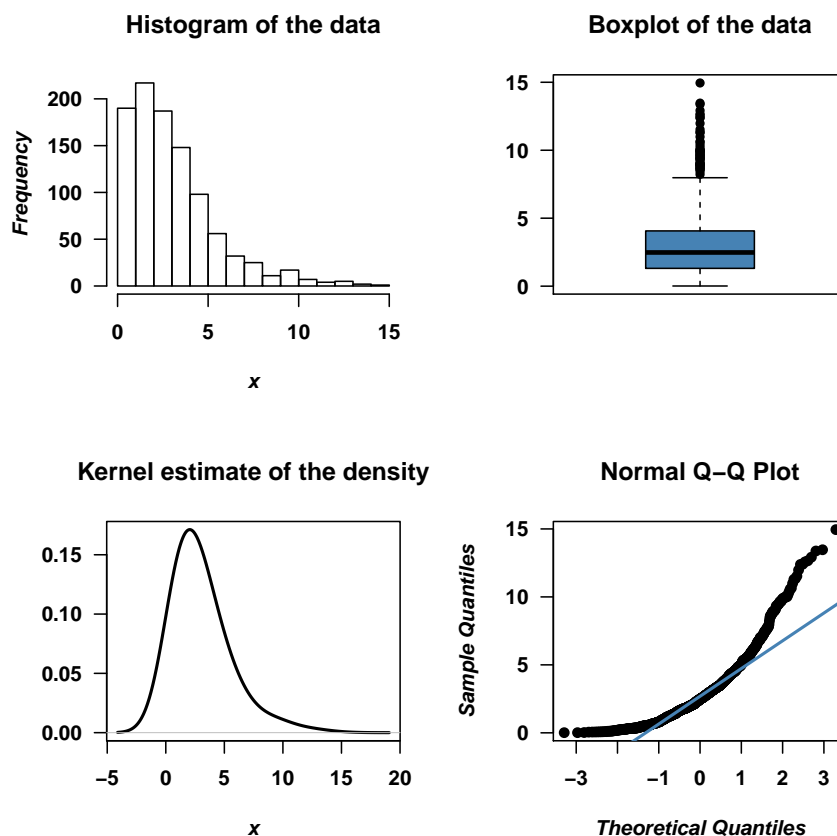 Histogram of the data
Frequency
200
150
100
50
0
0 5 10 15
x
Boxplot of the data
15
10
5
0
Kernel estimate of the density
0.15
0.10
0.05
0.00
−5 0 5 10 15 20
x
Normal Q−Q Plot
Sample Quantiles
15
10
5
0
−3 −1 0 1 2 3
Theoretical Quantiles